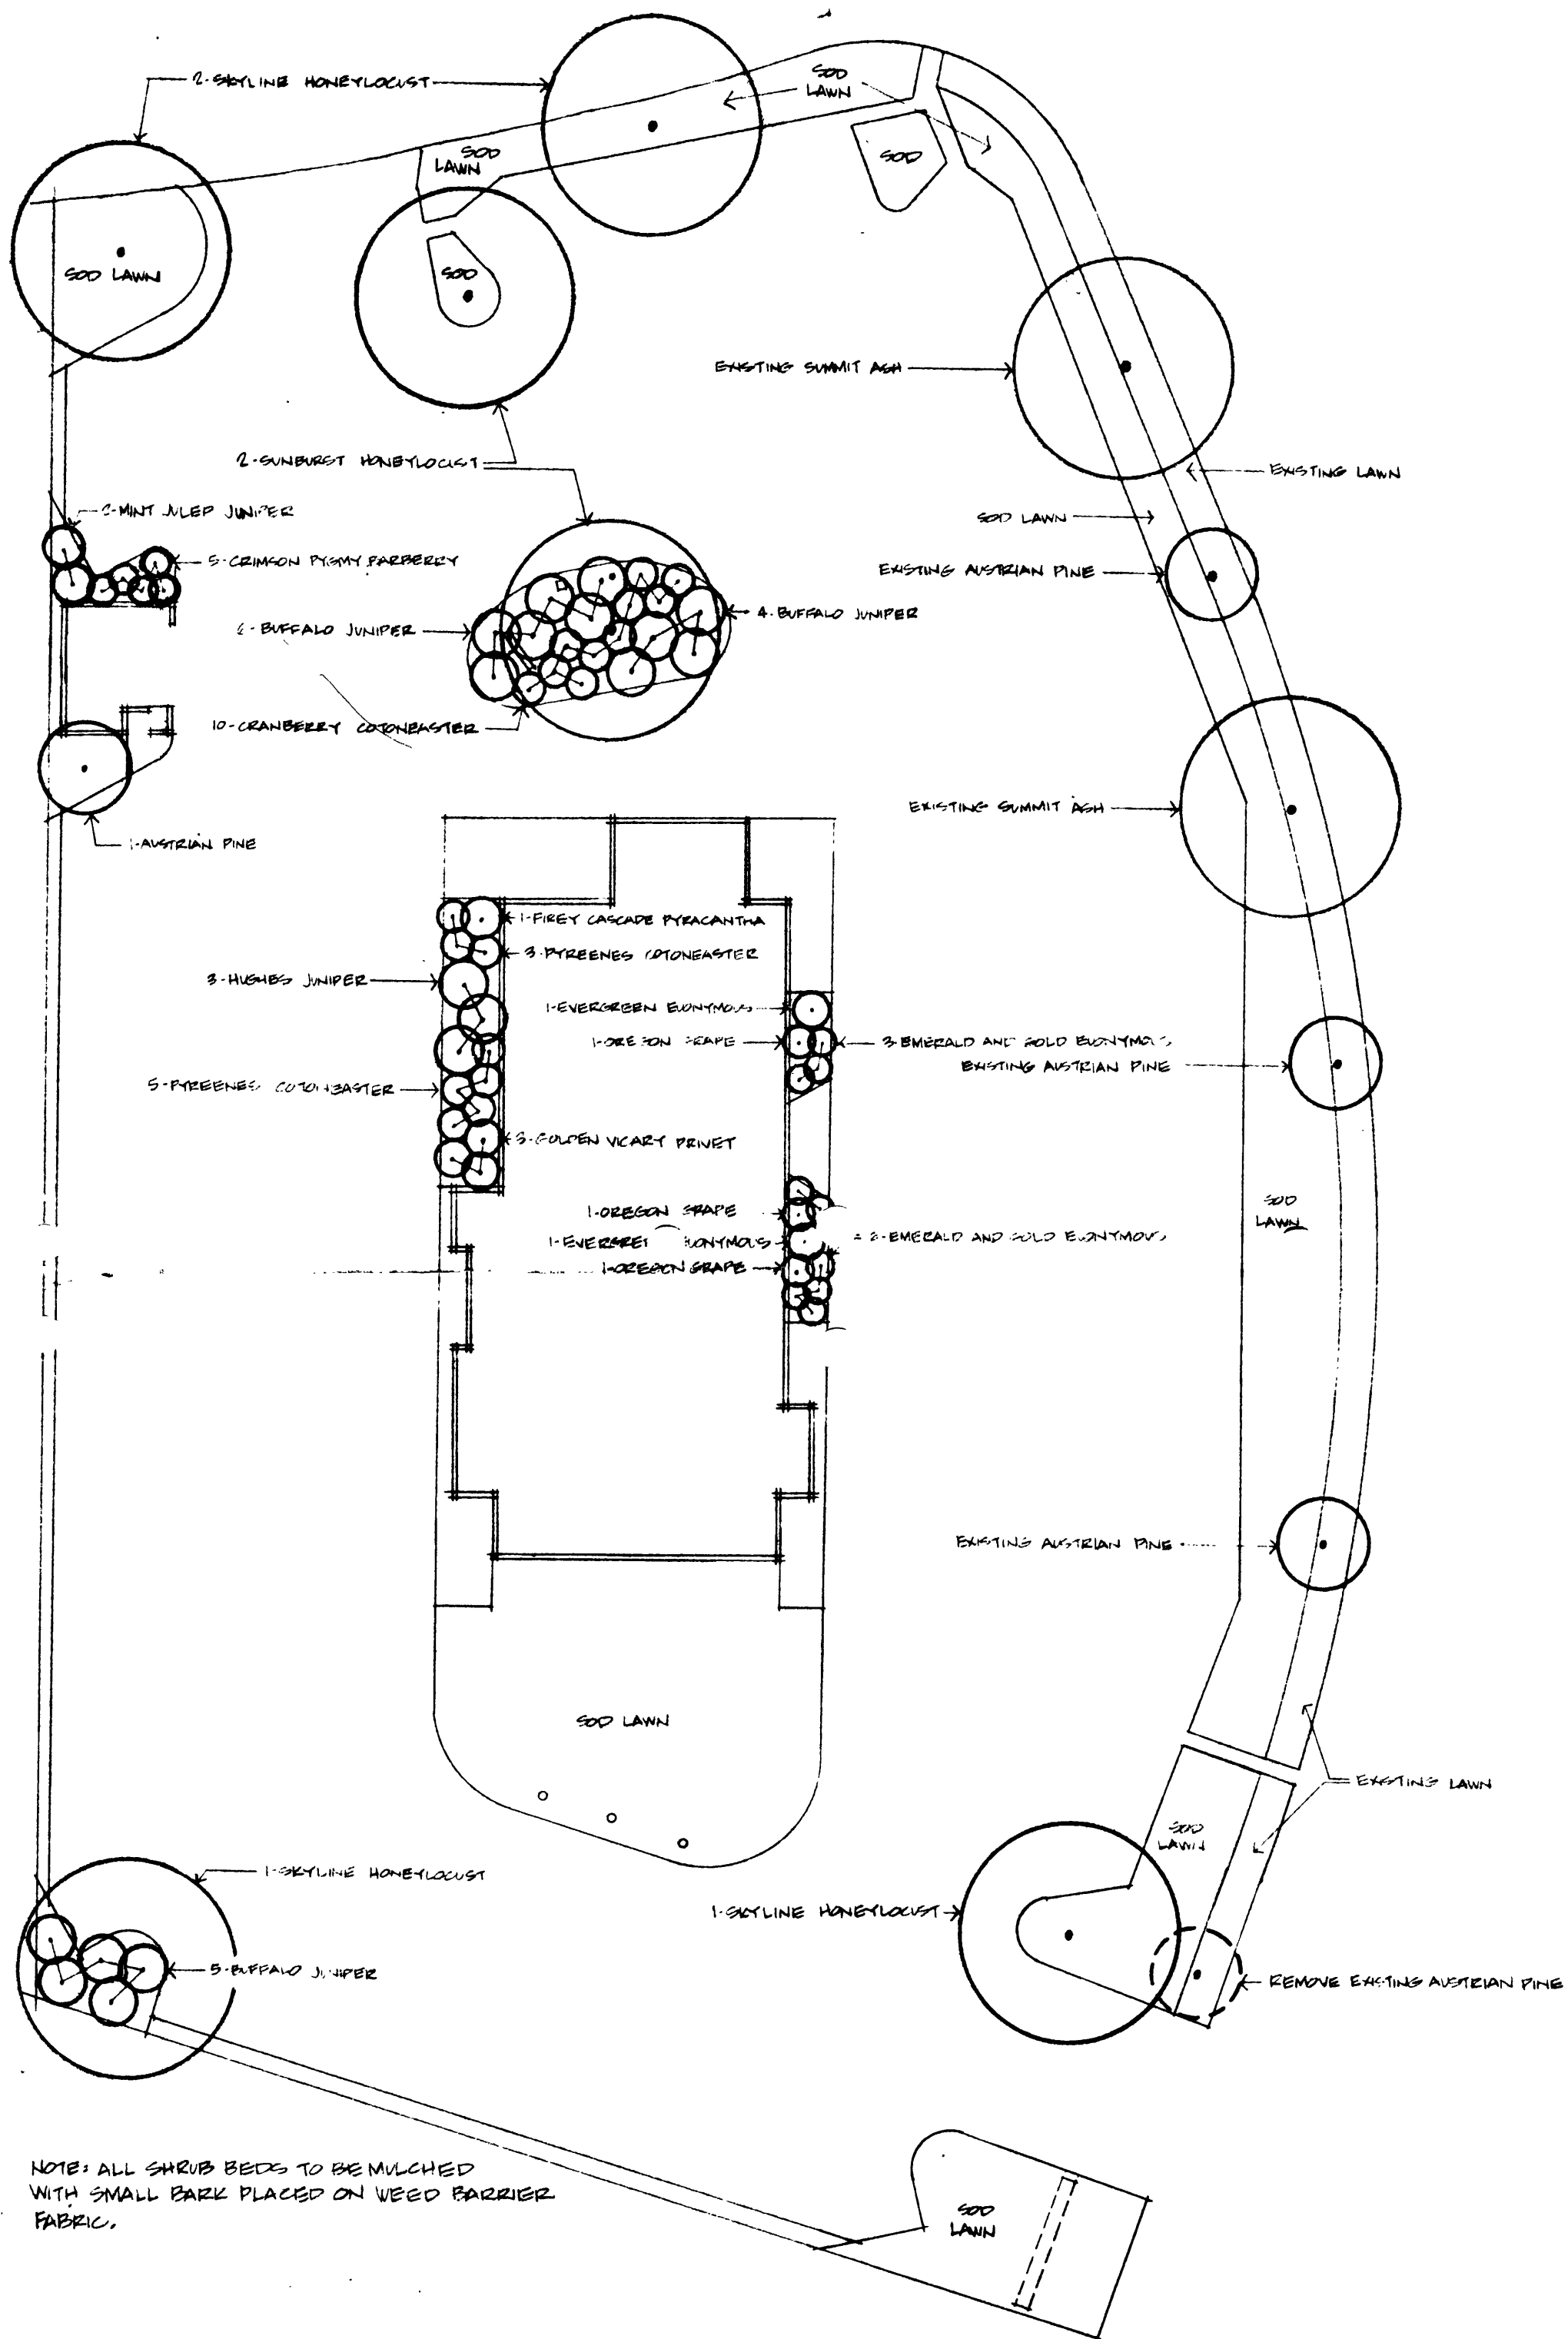 2-SKYLINE HONEYLOCUST
SOD
LAWN
SOD
LAWN
SOD
SOD LAWN
SOD
EXISTING SUMMIT ASH
2-SUNBURST HONEYLOCUST
EXISTING LAWN
2-MINT JULEP JUNIPER
SOD LAWN
5-CRIMSON PYGMY BARBERRY
EXISTING AUSTRIAN PINE
BUFFALO JUNIPER
4-BUFFALO JUNIPER
10-CRANBERRY COTONEASTER
EXISTING SUMMIT ASH
1-AUSTRIAN PINE
1-FIREY CASCADE PYRACANTHA
3-PYREENES COTONEASTER
3-HUGHES JUNIPER
1-EVERGREEN EUONYMOUS
1-OREGON GRAPE
3-EMERALD AND GOLD EUONYMOUS
EXISTING AUSTRIAN PINE
5-PYREENES COTONEASTER
3-GOLDEN VICARY PRIVET
SOD
LAWN
1-OREGON GRAPE
1-EVERGREEN EUONYMOUS
EMERALD AND GOLD EUONYMOUS
1-OREGON GRAPE
EXISTING AUSTRIAN PINE
SOD LAWN
EXISTING LAWN
SOD
LAWN
1-SKYLINE HONEYLOCUST
1-SKYLINE HONEYLOCUST
5-BUFFALO JUNIPER
REMOVE EXISTING AUSTRIAN PINE
NOTE: ALL SHRUB BEDS TO BE MULCHED
WITH SMALL BARK PLACED ON WEED BARRIER
FABRIC.
SOD
LAWN